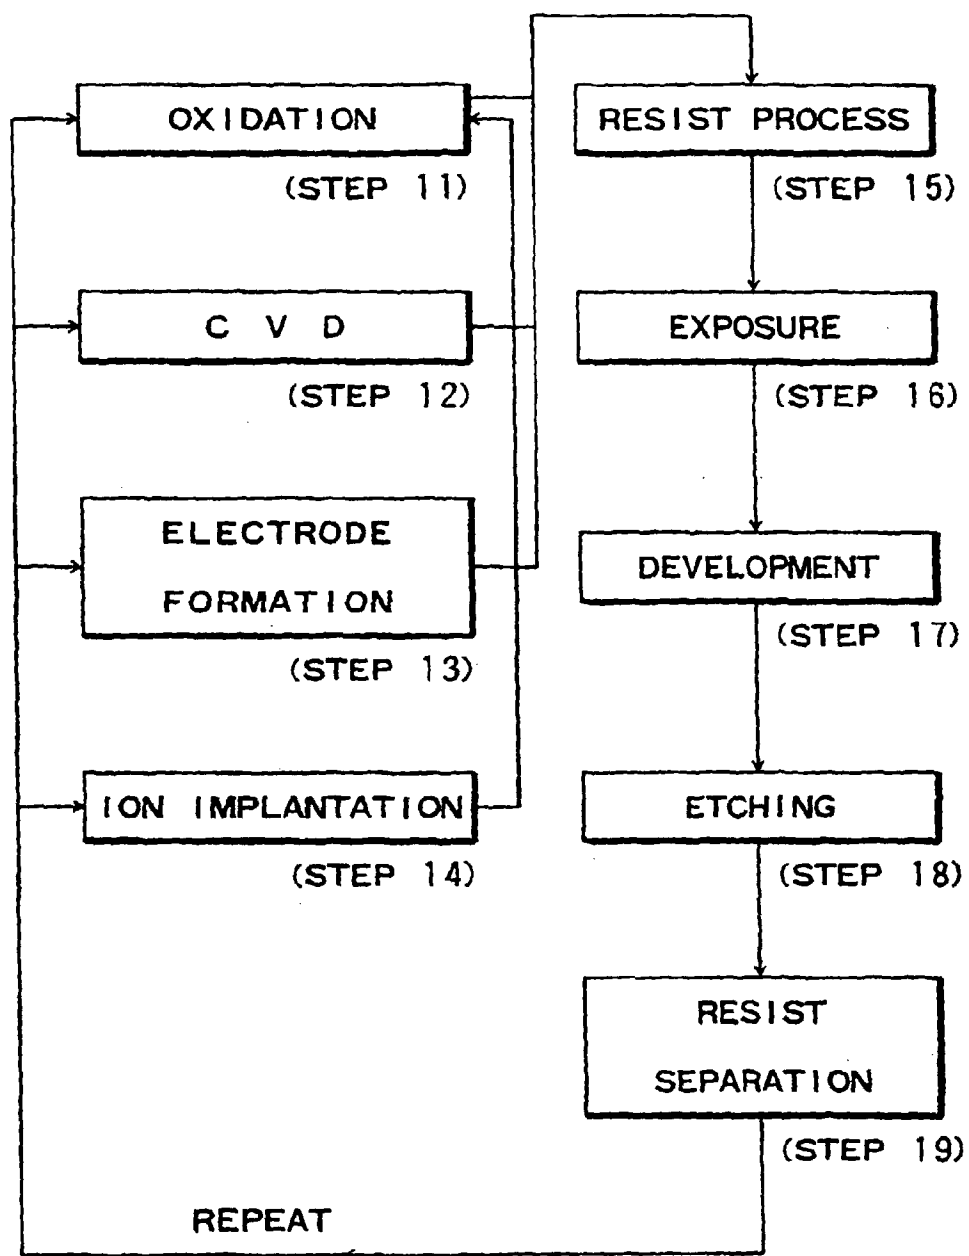 OXIDATION
(STEP 11)
C V D
(STEP 12)
ELECTRODE
FORMATION
(STEP 13)
ION IMPLANTATION
(STEP 14)
RESIST PROCESS
(STEP 15)
EXPOSURE
(STEP 16)
DEVELOPMENT
(STEP 17)
ETCHING
(STEP 18)
RESIST
SEPARATION
(STEP 19)
REPEAT